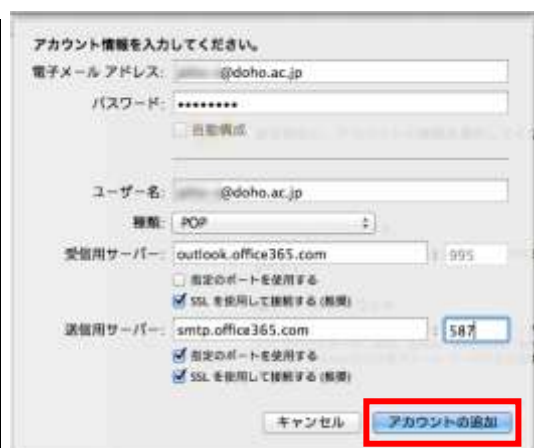 アカウント情報を入力してください。
電子メール アドレス: @doho.ac.jp
パスワード: ••••••••
自動構成
ユーザー名: @doho.ac.jp
種類: POP
受信用サーバー: outlook.office365.com : 995
指定のポートを使用する
SSL を使用して接続する (推奨)
送信用サーバー: smtp.office365.com : 587
指定のポートを使用する
SSL を使用して接続する (推奨)
キャンセル アカウントの追加